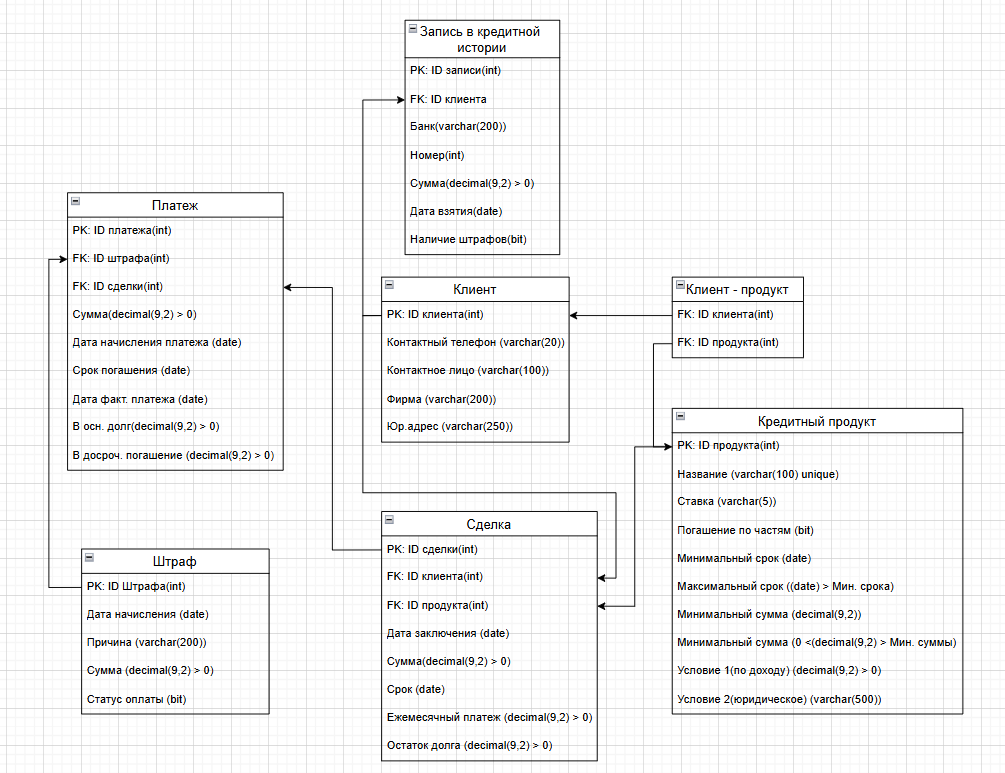 Запись в кредитной
истории
PK: ID записи(int)
FK: ID клиента
Банк(varchar(200))
Номер(int)
Сумма(decimal(9,2) > 0)
Дата взятия(date)
Наличие штрафов(bit)
Платеж
PK: ID платежа(int)
FK: ID штрафа(int)
FK: ID сделки(int)
Сумма(decimal(9,2) > 0)
Дата начисления платежа (date)
Срок погашения (date)
Дата факт. платежа (date)
В осн. долг(decimal(9,2) > 0)
В досроч. погашение (decimal(9,2) > 0)
Клиент
PK: ID клиента(int)
Контактный телефон (varchar(20))
Контактное лицо (varchar(100))
Фирма (varchar(200))
Юр.адрес (varchar(250))
Клиент - продукт
FK: ID клиента(int)
FK: ID продукта(int)
Кредитный продукт
PK: ID продукта(int)
Название (varchar(100) unique)
Ставка (varchar(5))
Погашение по частям (bit)
Минимальный срок (date)
Максимальный срок ((date) > Мин. срока)
Минимальный сумма (decimal(9,2))
Минимальный сумма (0 <(decimal(9,2) > Мин. суммы)
Условие 1(по доходу) (decimal(9,2) > 0)
Условие 2(юридическое) (varchar(500))
Сделка
PK: ID сделки(int)
FK: ID клиента(int)
FK: ID продукта(int)
Дата заключения (date)
Сумма(decimal(9,2) > 0)
Срок (date)
Ежемесячный платеж (decimal(9,2) > 0)
Остаток долга (decimal(9,2) > 0)
Штраф
PK: ID Штрафа(int)
Дата начисления (date)
Причина (varchar(200))
Сумма (decimal(9,2) > 0)
Статус оплаты (bit)